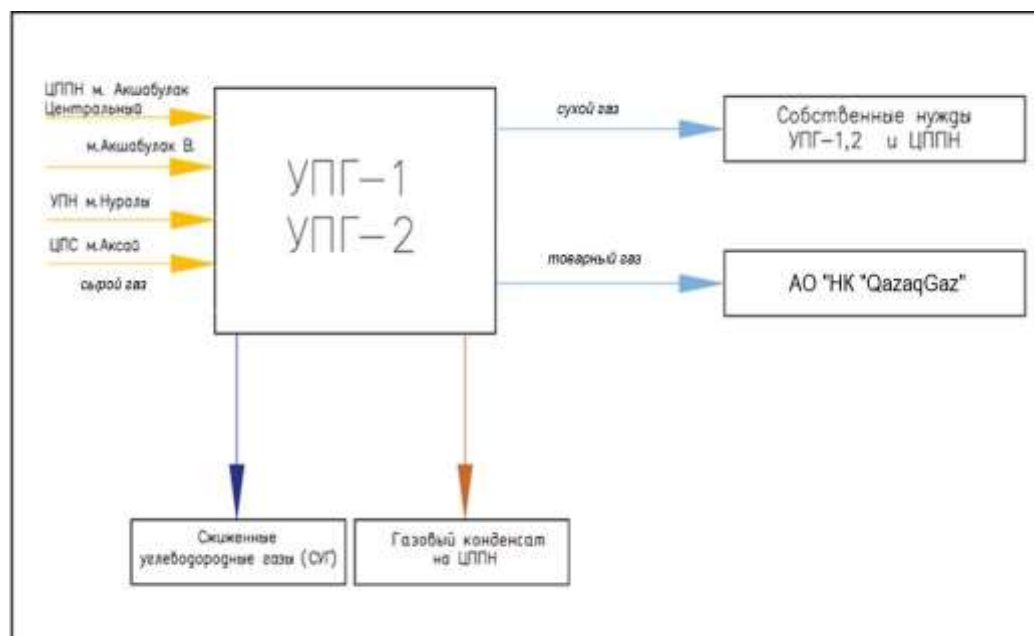 ЦППН м. Акшабулак
Центральный
м.Акшабулак В.
УПН м.Нуралы
ЦПС м.Аксай
сырой газ
УПГ-1
УПГ-2
сухой газ
Собственные нужды
УПГ-1,2 и ЦППН
товарный газ
АО "НК "QazaqGaz"
Сжиженные
углеводородные газы (СУГ)
Газовый конденсат
на ЦППН